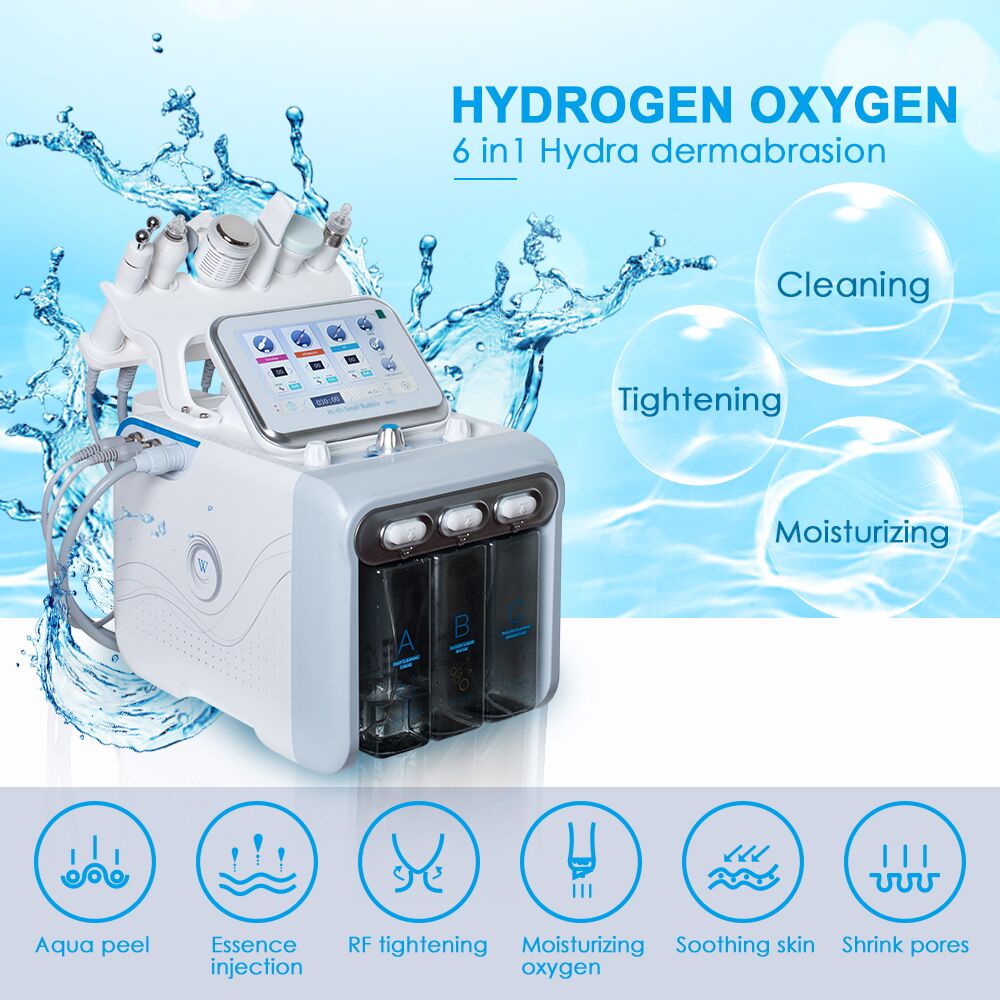 HYDROGEN OXYGEN
6 in1 Hydra dermabrasion
Cleaning
Tightening
Moisturizing
W
A
B
C
Aqua peel
Essence
injection
RF tightening
Moisturizing
oxygen
Soothing skin
Shrink pores